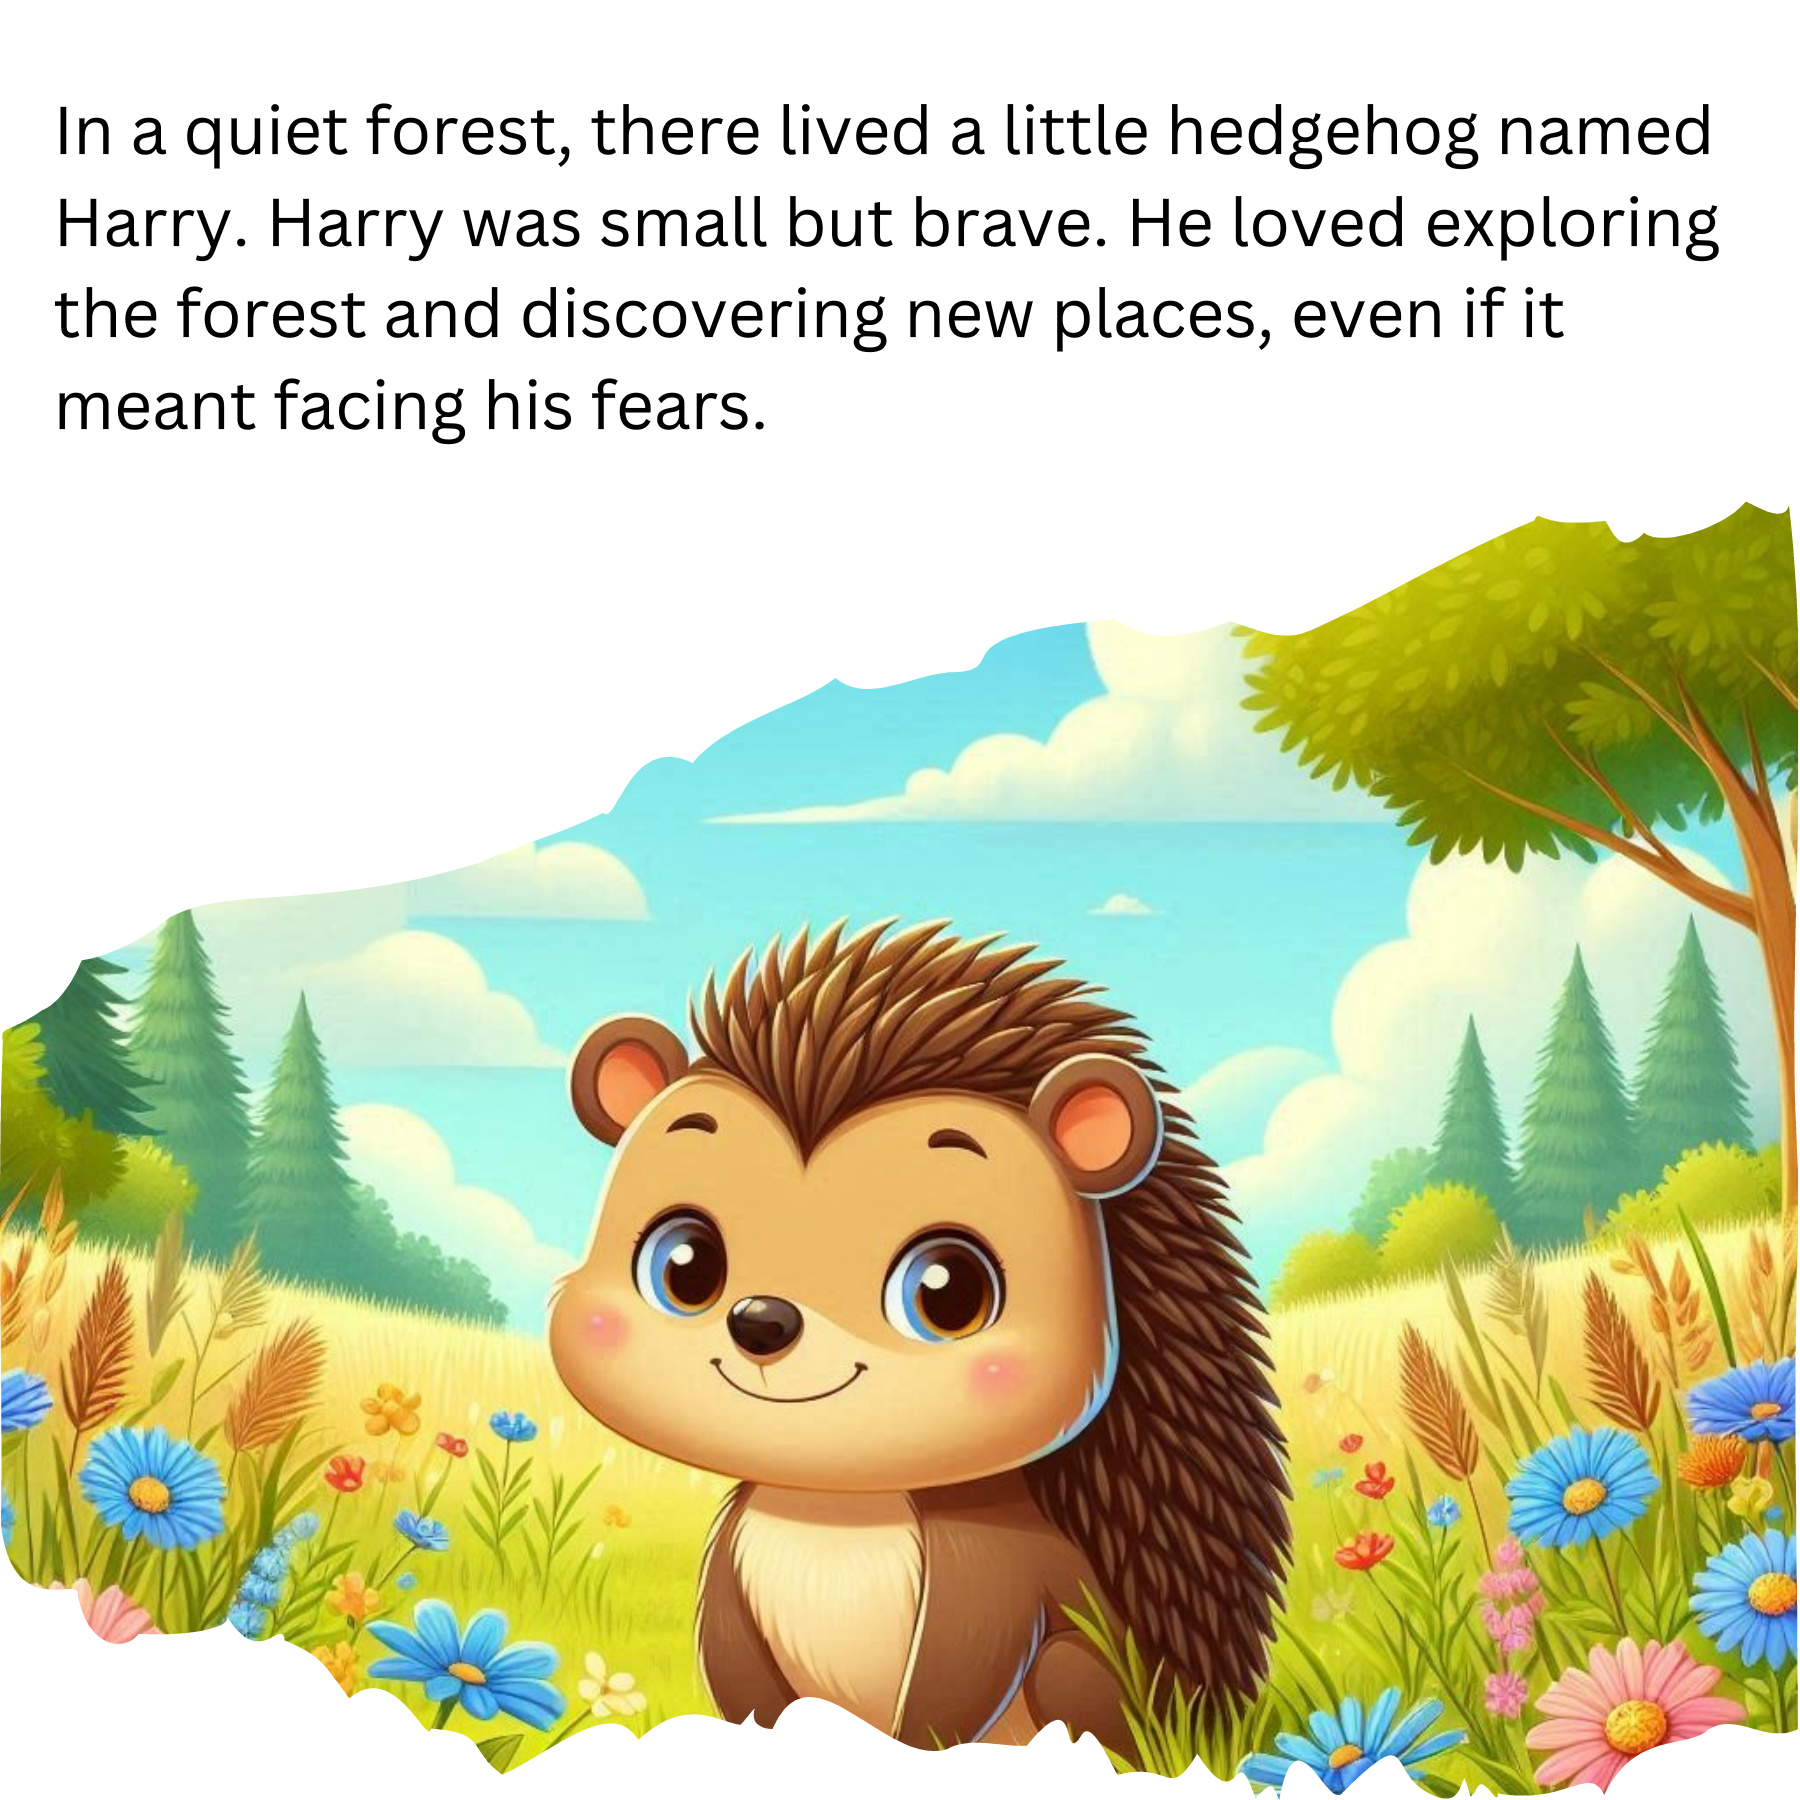 In a quiet forest, there lived a little hedgehog named
Harry. Harry was small but brave. He loved exploring
the forest and discovering new places, even if it
meant facing his fears.